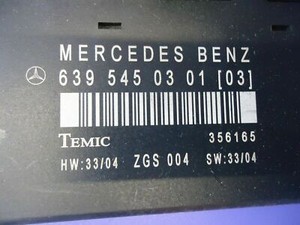 MERCEDES BENZ
639 545 03 01 [03]
TEMIC 356165
HW:33/04 ZGS 004 SW:33/04